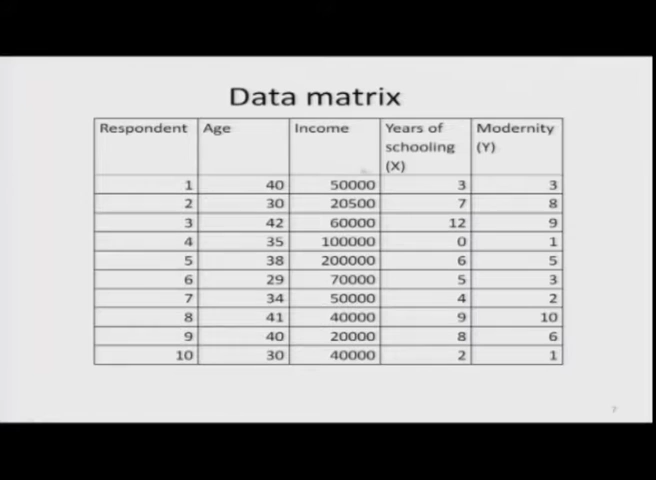 Data matrix
Respondent Age Income Years of schooling (X) Modernity (Y)
1 40 50000 3 3
2 30 20500 7 8
3 42 60000 12 9
4 35 100000 0 1
5 38 200000 6 5
6 29 70000 5 3
7 34 50000 4 2
8 41 40000 9 10
9 40 20000 8 6
10 30 40000 2 1
7